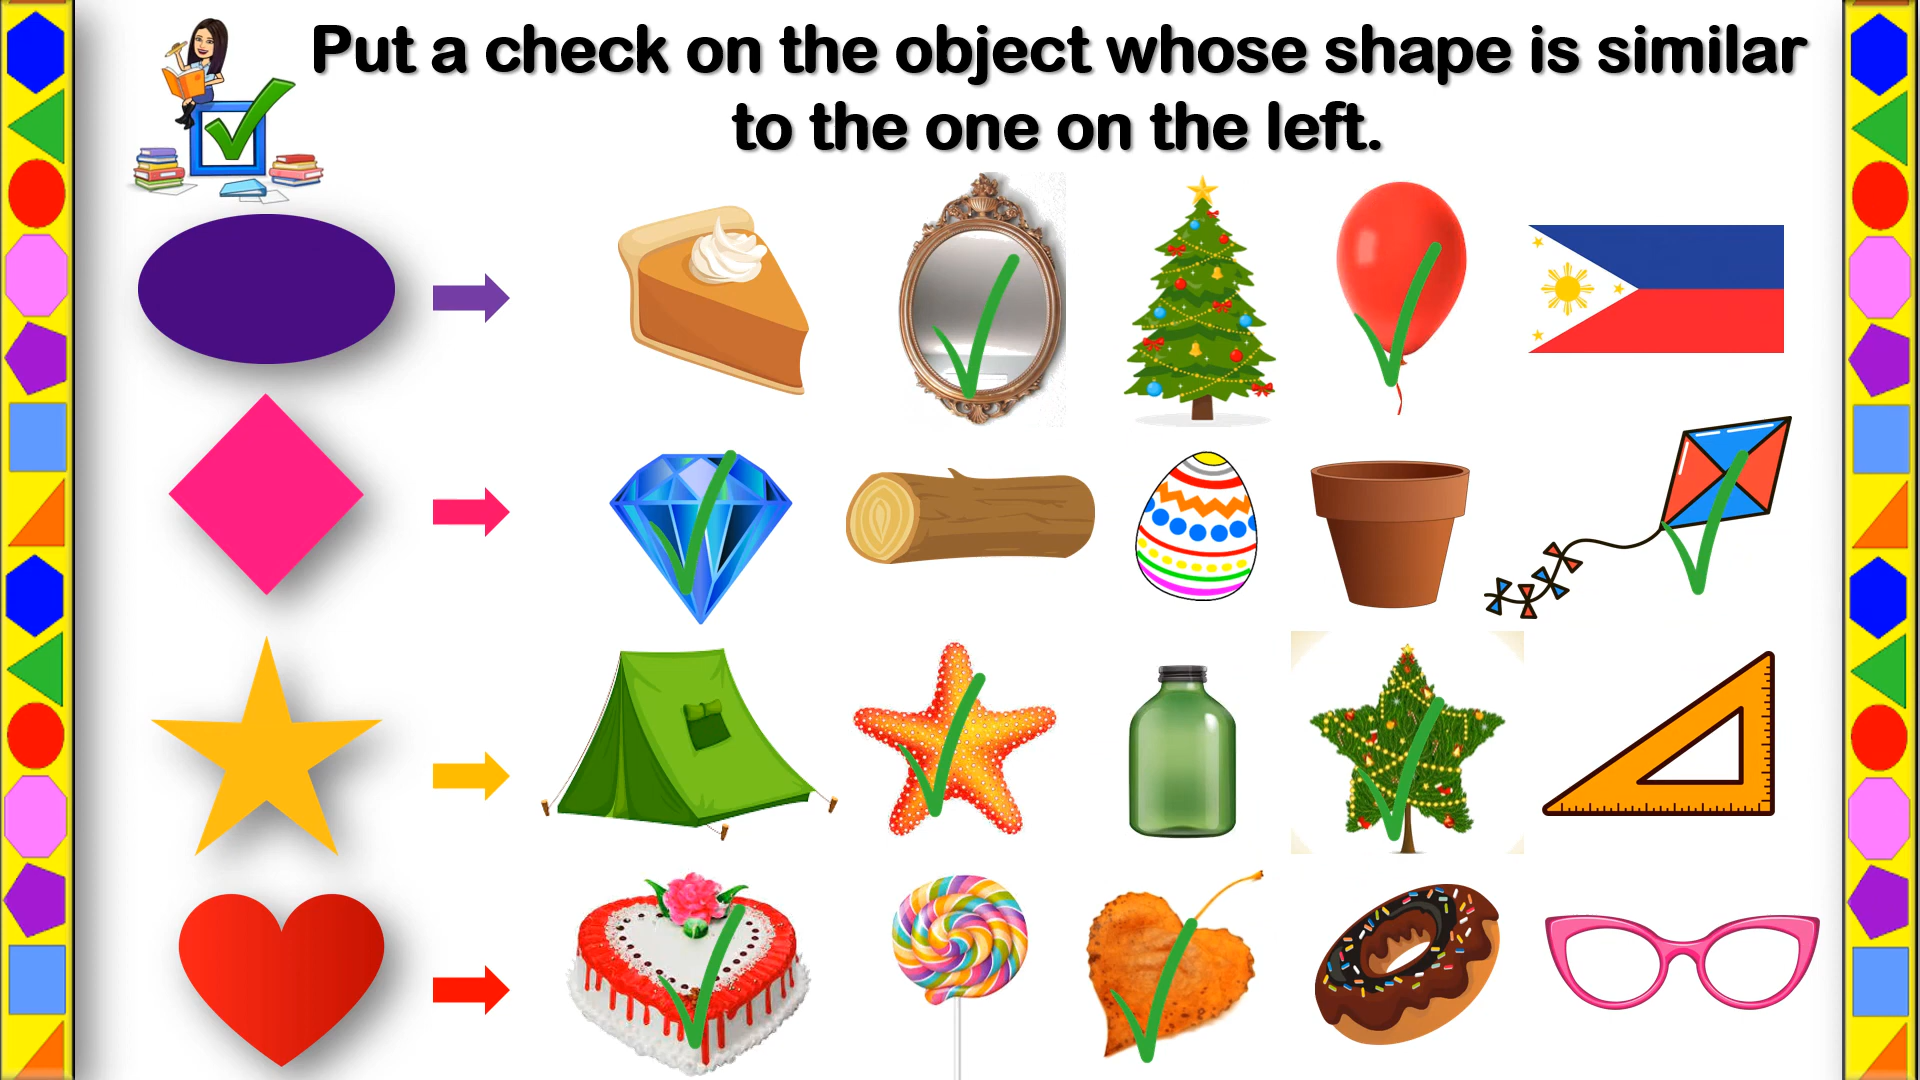 Put a check on the object whose shape is similar
to the one on the left.